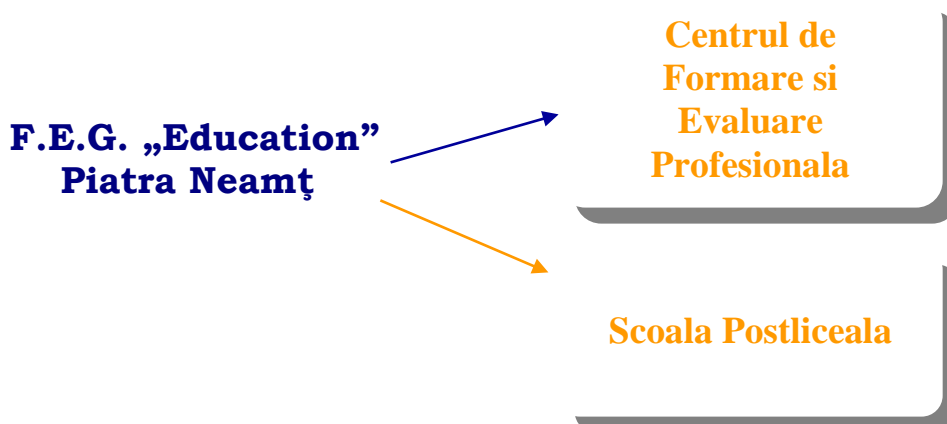 F.E.G. „Education”
Piatra Neamţ
Centrul de
Formare si
Evaluare
Profesionala
Scoala Postliceala